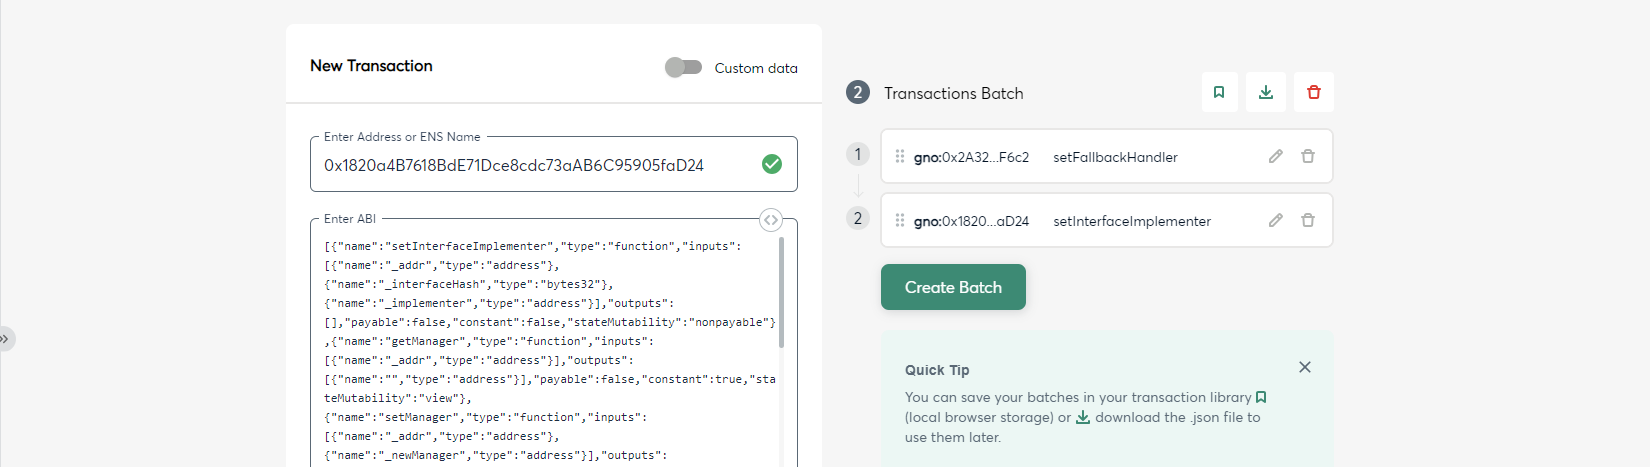 New Transaction
Custom data
Enter Address or ENS Name
0x1820a4B7618BdE71Dce8cdc73aAB6C95905faD24
Enter ABI
[{"name":"setInterfaceImplementer","type":"function","inputs":
[{"name":"_addr","type":"address"},
{"name":"_interfaceHash","type":"bytes32"},
{"name":"_implementer","type":"address"}],"outputs":
[],"payable":false,"constant":false,"stateMutability":"nonpayable"}
,{"name":"getManager","type":"function","inputs":
[{"name":"_addr","type":"address"}],"outputs":
[{"name":"","type":"address"}],"payable":false,"constant":true,"sta
teMutability":"view"},
{"name":"setManager","type":"function","inputs":
[{"name":"_addr","type":"address"},
{"name":"_newManager","type":"address"}],"outputs":
2 Transactions Batch
1 gno:0x2A32...F6c2 setFallbackHandler
2 gno:0x1820...aD24 setInterfaceImplementer
Create Batch
Quick Tip
You can save your batches in your transaction library
(local browser storage) or download the .json file to
use them later.